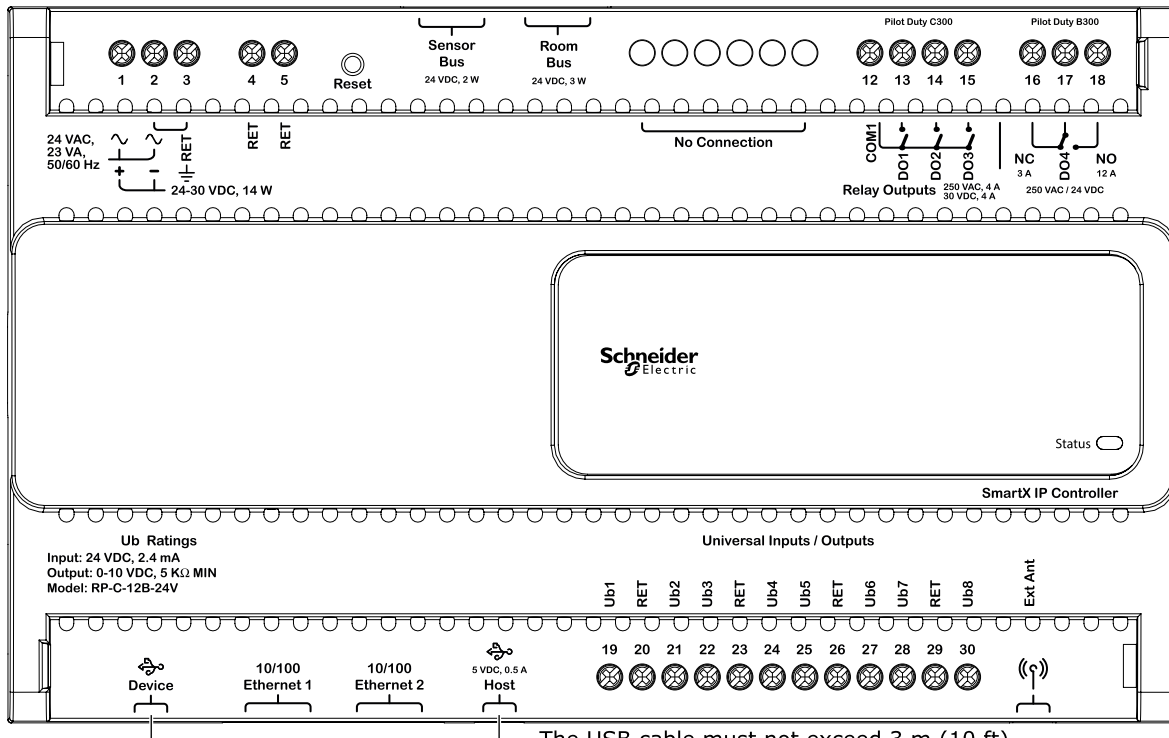 Pilot Duty C300
Pilot Duty B300
Sensor
Bus
24 VDC, 2 W
Room
Bus
24 VDC, 3 W
1 2 3 4 5
Reset
12 13 14 15
16 17 18
24 VAC,
23 VA,
50/60 Hz
RET
RET
RET
+ -
24-30 VDC, 14 W
No Connection
COM1
DO1
DO2
DO3
Relay Outputs
250 VAC, 4 A
30 VDC, 4 A
NC
3 A
DO4
NO
12 A
250 VAC / 24 VDC
Schneider
Electric
Status
SmartX IP Controller
Ub Ratings
Input: 24 VDC, 2.4 mA
Output: 0-10 VDC, 5 KΩ MIN
Model: RP-C-12B-24V
Universal Inputs / Outputs
Ub1 RET Ub2 Ub3 RET Ub4 Ub5 RET Ub6 Ub7 RET Ub8
Ext Ant
19 20 21 22 23 24 25 26 27 28 29 30
Device
10/100
Ethernet 1
10/100
Ethernet 2
5 VDC, 0.5 A
Host
The USB cable must not exceed 3 m (10 ft)